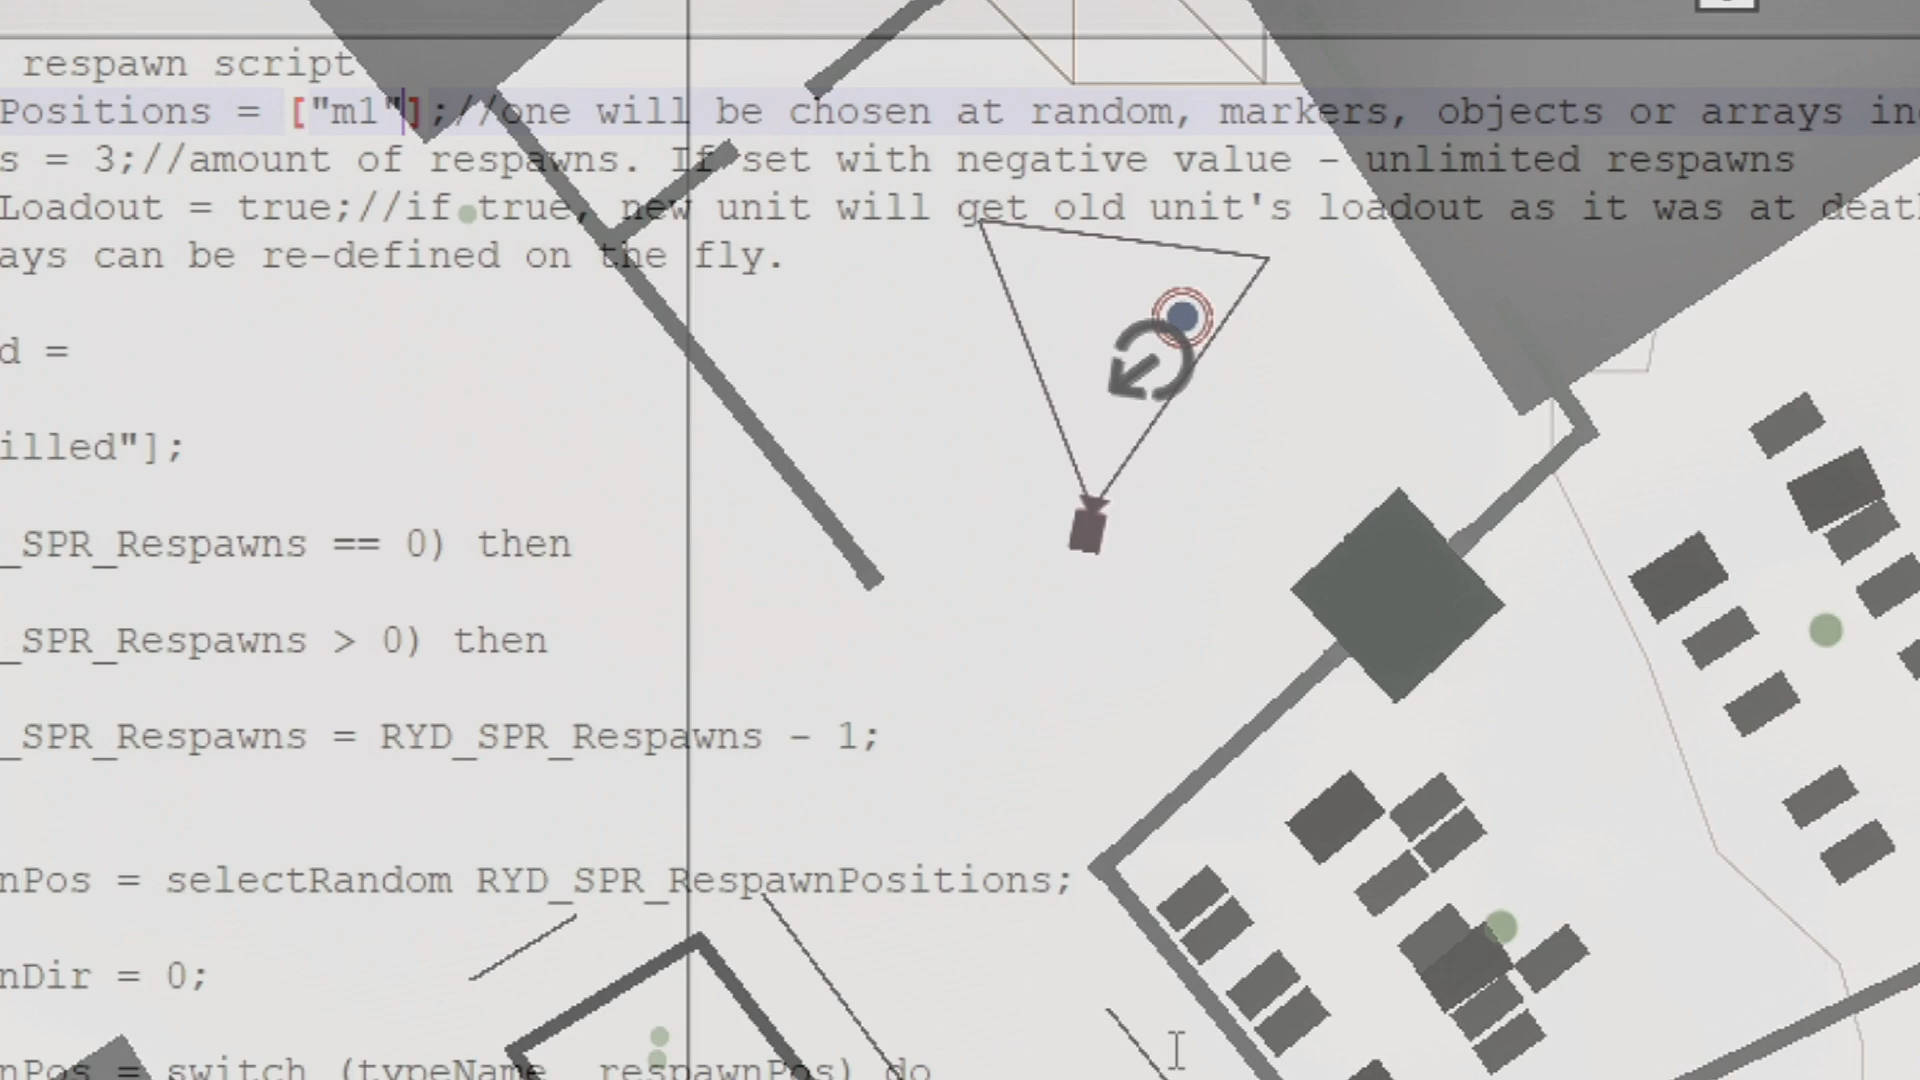 respawn script
Positions = ["m1"];//one will be chosen at random, markers, objects or arrays in
s = 3;//amount of respawns. If set with negative value - unlimited respawns
Loadout = true;//if true, new unit will get old unit's loadout as it was at deat
ays can be re-defined on the fly.
d =
illed"];
_SPR_Respawns == 0) then
_SPR_Respawns > 0) then
_SPR_Respawns = RYD_SPR_Respawns - 1;
nPos = selectRandom RYD_SPR_RespawnPositions;
nDir = 0;
nPos = switch (typeName _respawnPos) do